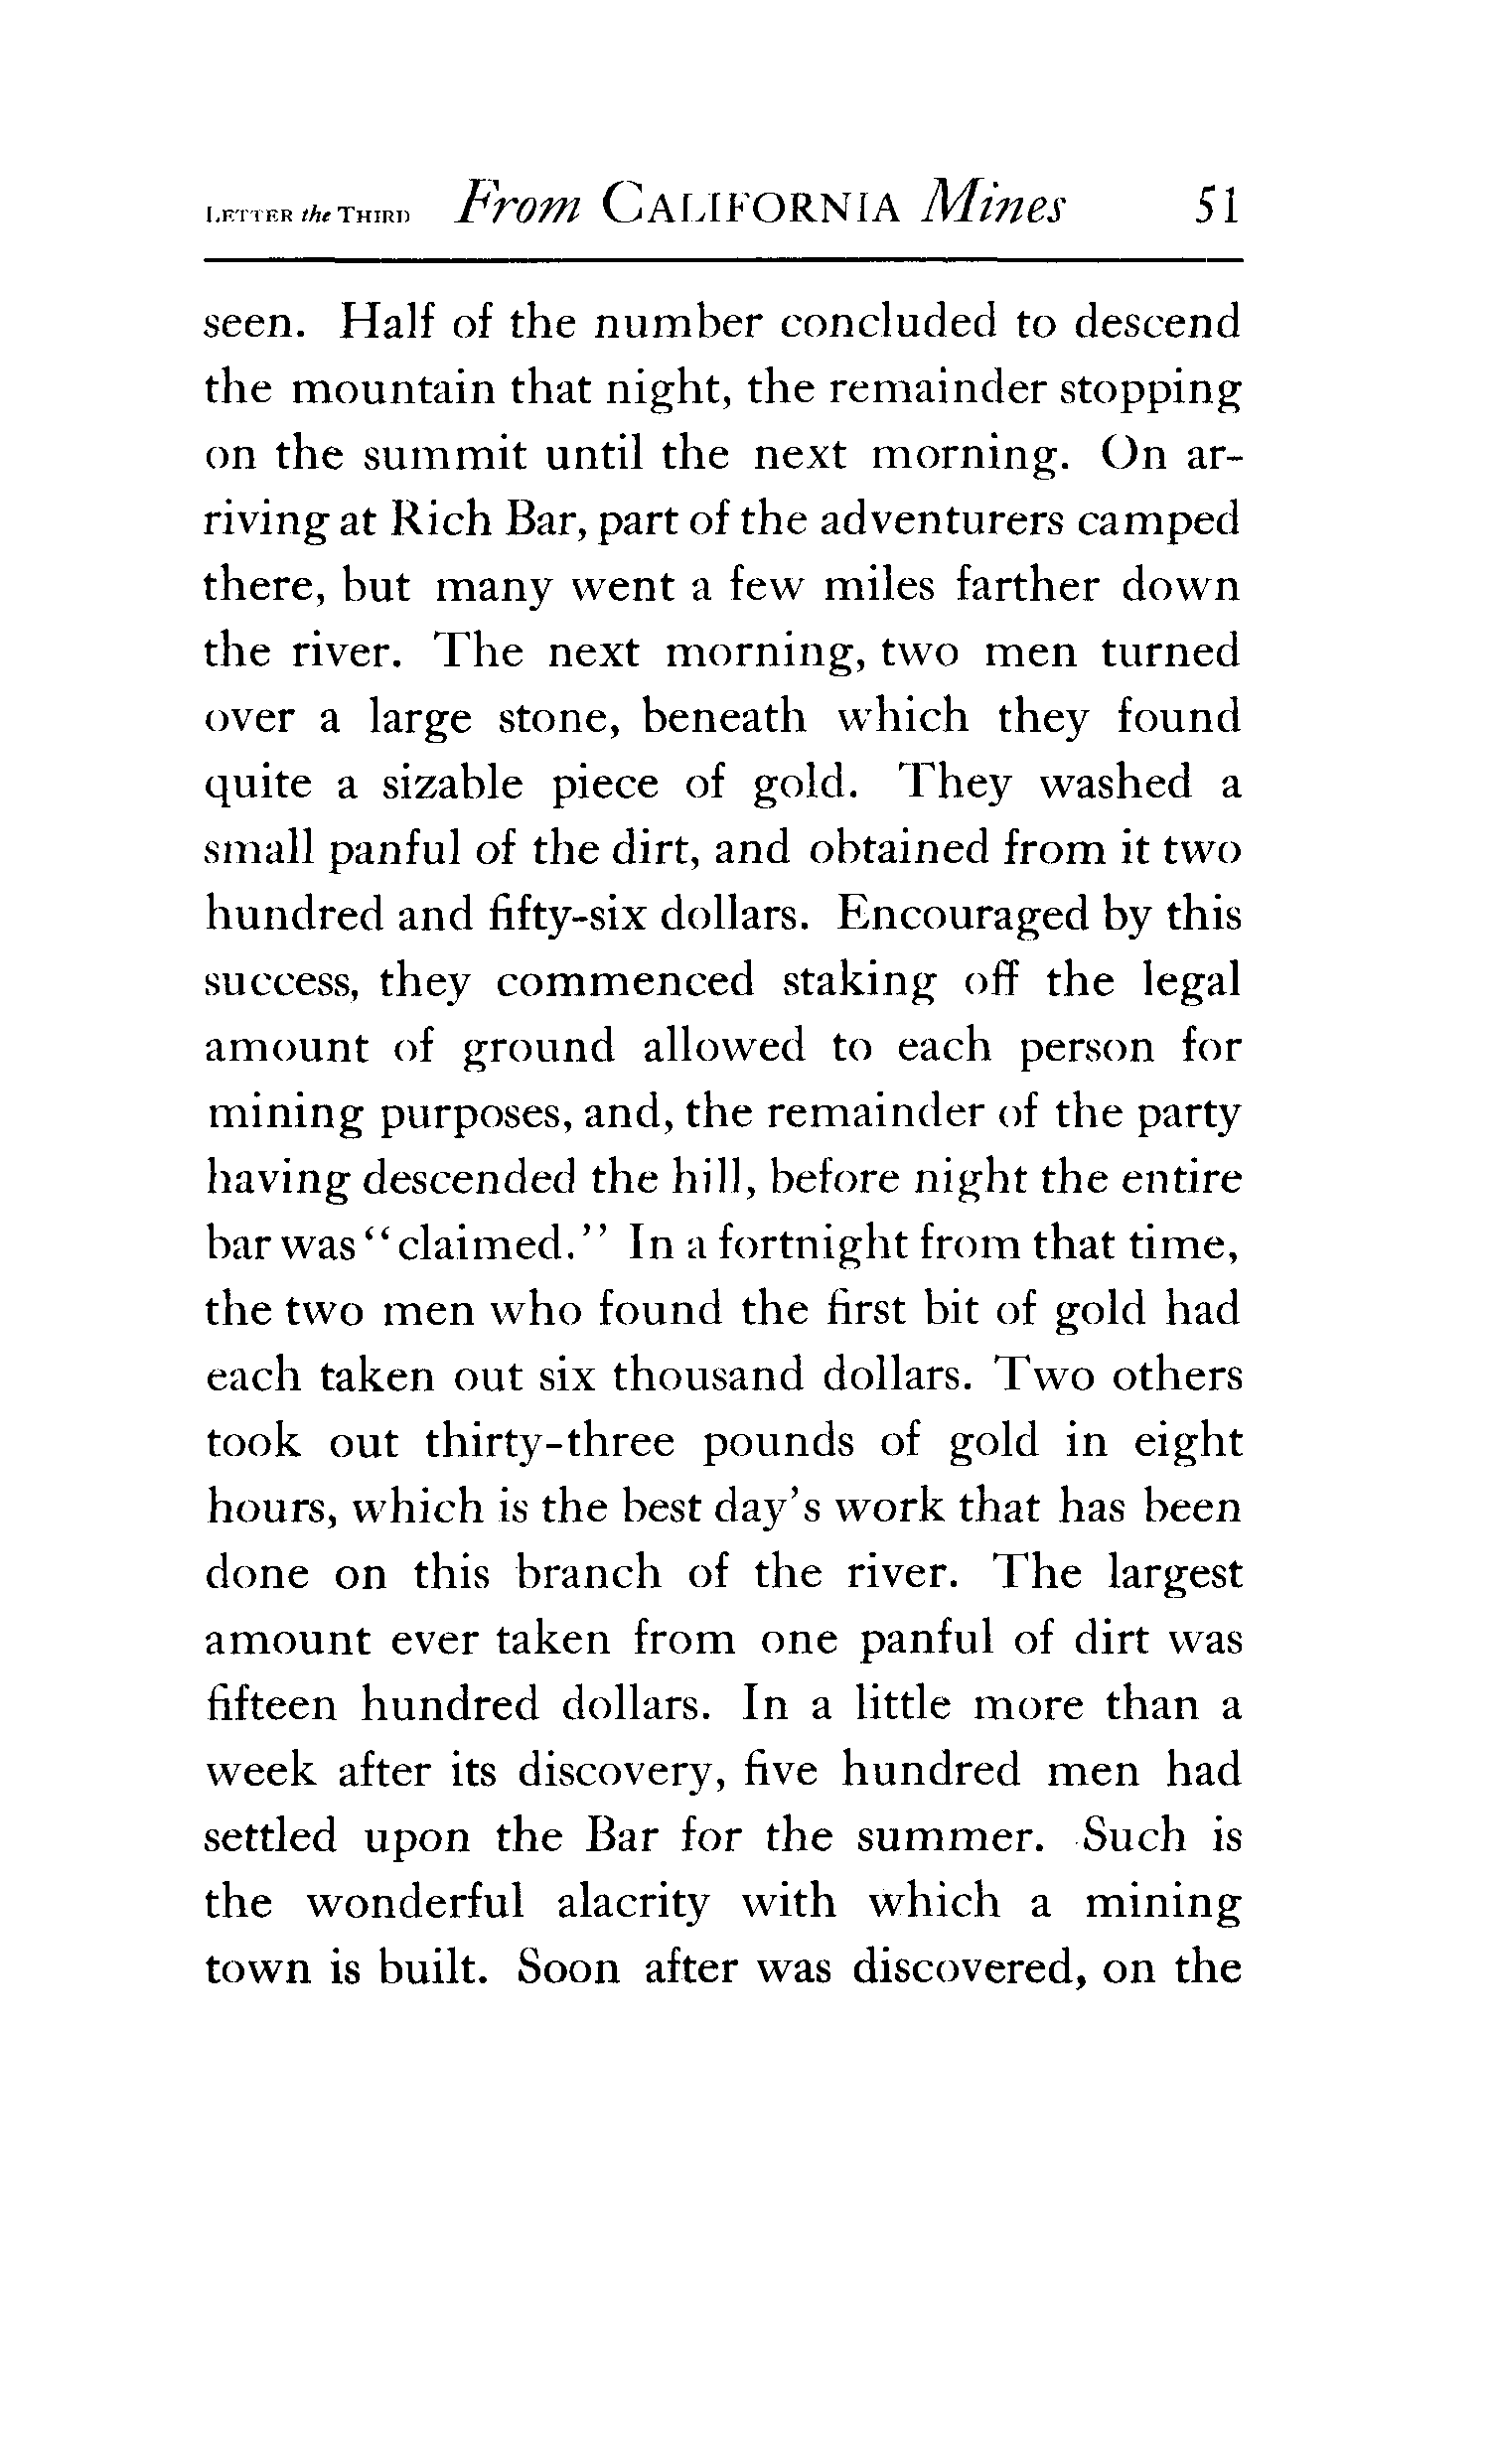 LETTER the THIRD From CALIFORNIA Mines 51
seen. Half of the number concluded to descend
the mountain that night, the remainder stopping
on the summit until the next morning. On ar-
riving at Rich Bar, part of the adventurers camped
there, but many went a few miles farther down
the river. The next morning, two men turned
over a large stone, beneath which they found
quite a sizable piece of gold. They washed a
small panful of the dirt, and obtained from it two
hundred and fifty-six dollars. Encouraged by this
success, they commenced staking off the legal
amount of ground allowed to each person for
mining purposes, and, the remainder of the party
having descended the hill, before night the entire
bar was “claimed.” In a fortnight from that time,
the two men who found the first bit of gold had
each taken out six thousand dollars. Two others
took out thirty-three pounds of gold in eight
hours, which is the best day’s work that has been
done on this branch of the river. The largest
amount ever taken from one panful of dirt was
fifteen hundred dollars. In a little more than a
week after its discovery, five hundred men had
settled upon the Bar for the summer. Such is
the wonderful alacrity with which a mining
town is built. Soon after was discovered, on the